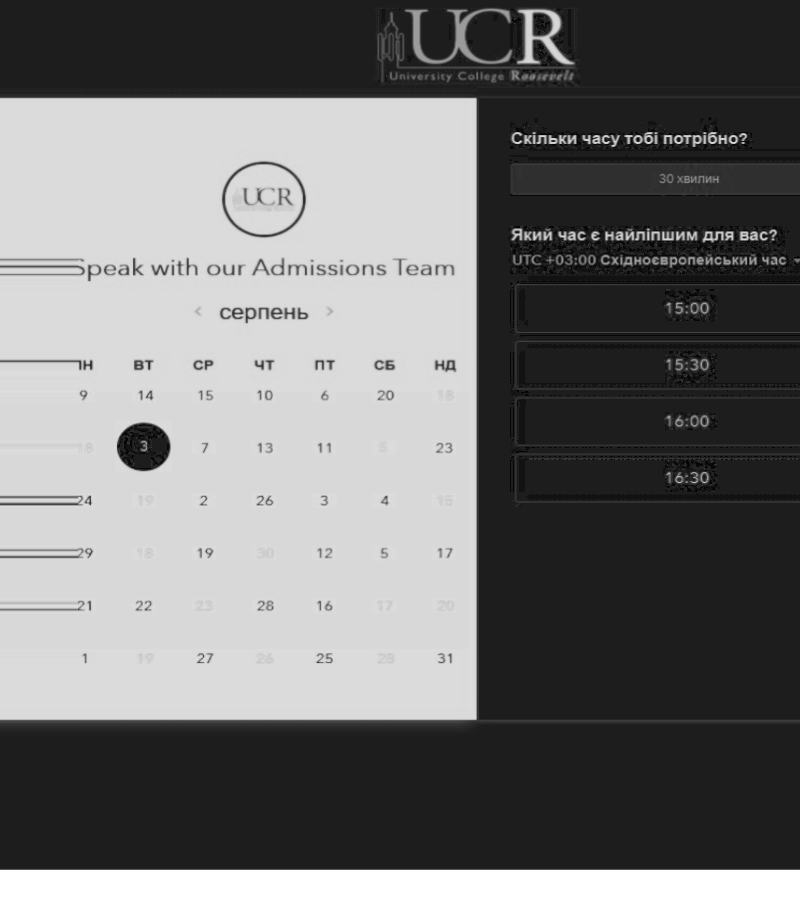 UCR
University College Roosevelt
UCR
Speak with our Admissions Team
серпень
ПН ВТ СР ЧТ ПТ СБ НД
9 14 15 10 6 20 18
18 3 7 13 11 23
24 19 2 26 3 4 15
29 18 19 30 12 5 17
21 22 23 28 16 17 20
1 19 27 26 25 28 31
Скільки часу тобі потрібно?
30 хвилин
Який час є найліпшим для вас?
UTC +03:00 Східноєвропейський час
15:00
15:30
16:00
16:30